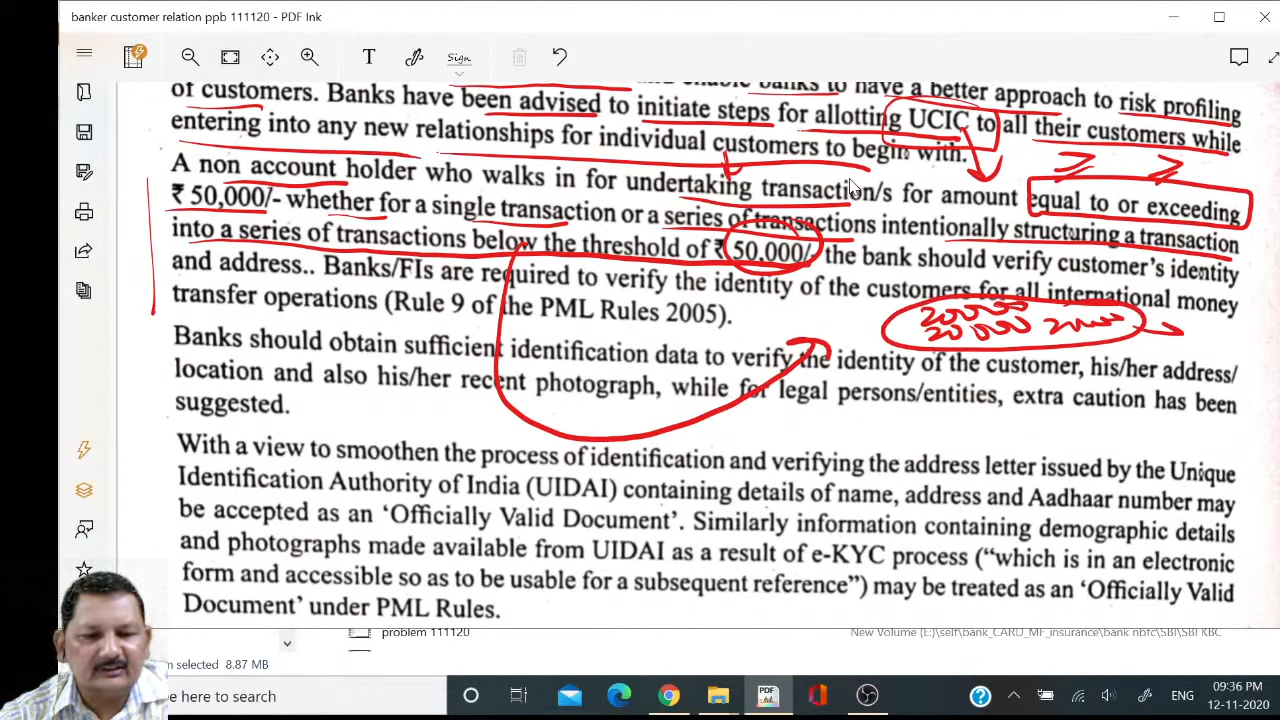 banker customer relation ppb 111120 - PDF Ink
Sign
of customers. Banks have been advised to initiate steps for allotting UCIC to all their customers while
to have a better approach to risk profiling
entering into any new relationships for individual customers to begin with.
A non account holder who walks in for undertaking transaction/s for amount equal to or exceeding
₹ 50,000/- whether for a single transaction or a series of transactions intentionally structuring a transaction
into a series of transactions below the threshold of ₹ 50,000/- the bank should verify customer's identity
and address.. Banks/FIs are required to verify the identity of the customers for all international money
transfer operations (Rule 9 of the PML Rules 2005).
20,000
Banks should obtain sufficient identification data to verify the identity of the customer, his/her address/
location and also his/her recent photograph, while for legal persons/entities, extra caution has been
suggested.
With a view to smoothen the process of identification and verifying the address letter issued by the Unique
Identification Authority of India (UIDAI) containing details of name, address and Aadhaar number may
be accepted as an 'Officially Valid Document'. Similarly information containing demographic details
and photographs made available from UIDAI as a result of e-KYC process ("which is in an electronic
form and accessible so as to be usable for a subsequent reference") may be treated as an 'Officially Valid
Document' under PML Rules.
problem 111120
New Volume (E:)\self\bank_CARD_MF_insurance\bank nbfc\SBI\SBI KBC
selected 8.87 MB
here to search
ENG
09:36 PM
12-11-2020